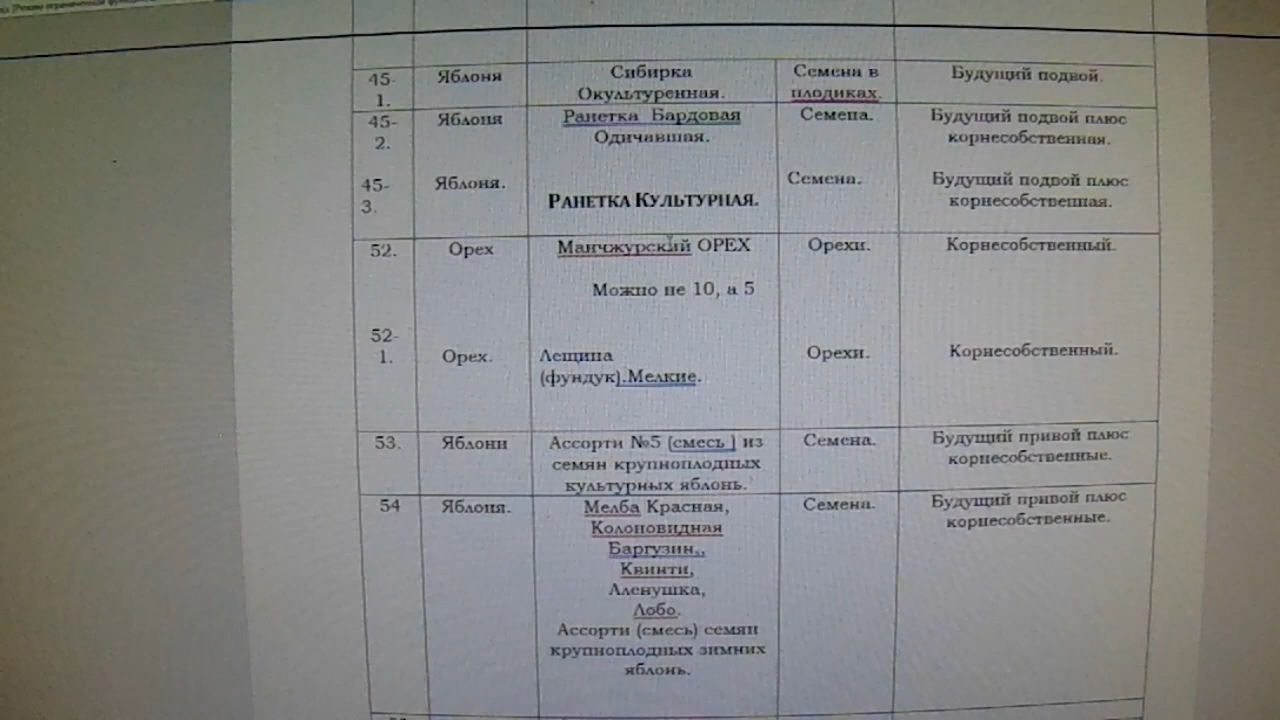 45-1. Яблоня Сибирка Окультуренная. Семена в плодиках. Будущий подвой.
45-2. Яблоня Ранетка Бардовая Одичавшая. Семена. Будущий подвой плюс корнесобственная.
45-3. Яблоня. РАНЕТКА КУЛЬТУРНАЯ. Семена. Будущий подвой плюс корнесобственная.
52. Орех Манчжурский ОРЕХ Орехи. Корнесобственный.
Можно не 10, а 5
52-1. Орех. Лещина (фундук).Мелкие. Орехи. Корнесобственный.
53. Яблони Ассорти №5 (смесь ) из семян крупноплодных культурных яблонь. Семена. Будущий привой плюс корнесобственные.
54 Яблоня. Мелба Красная, Семена. Будущий привой плюс корнесобственные.
Колоновидная
Баргузин,,
Квинти,
Аленушка,
Лобо.
Ассорти (смесь) семян
крупноплодных зимних
яблонь.